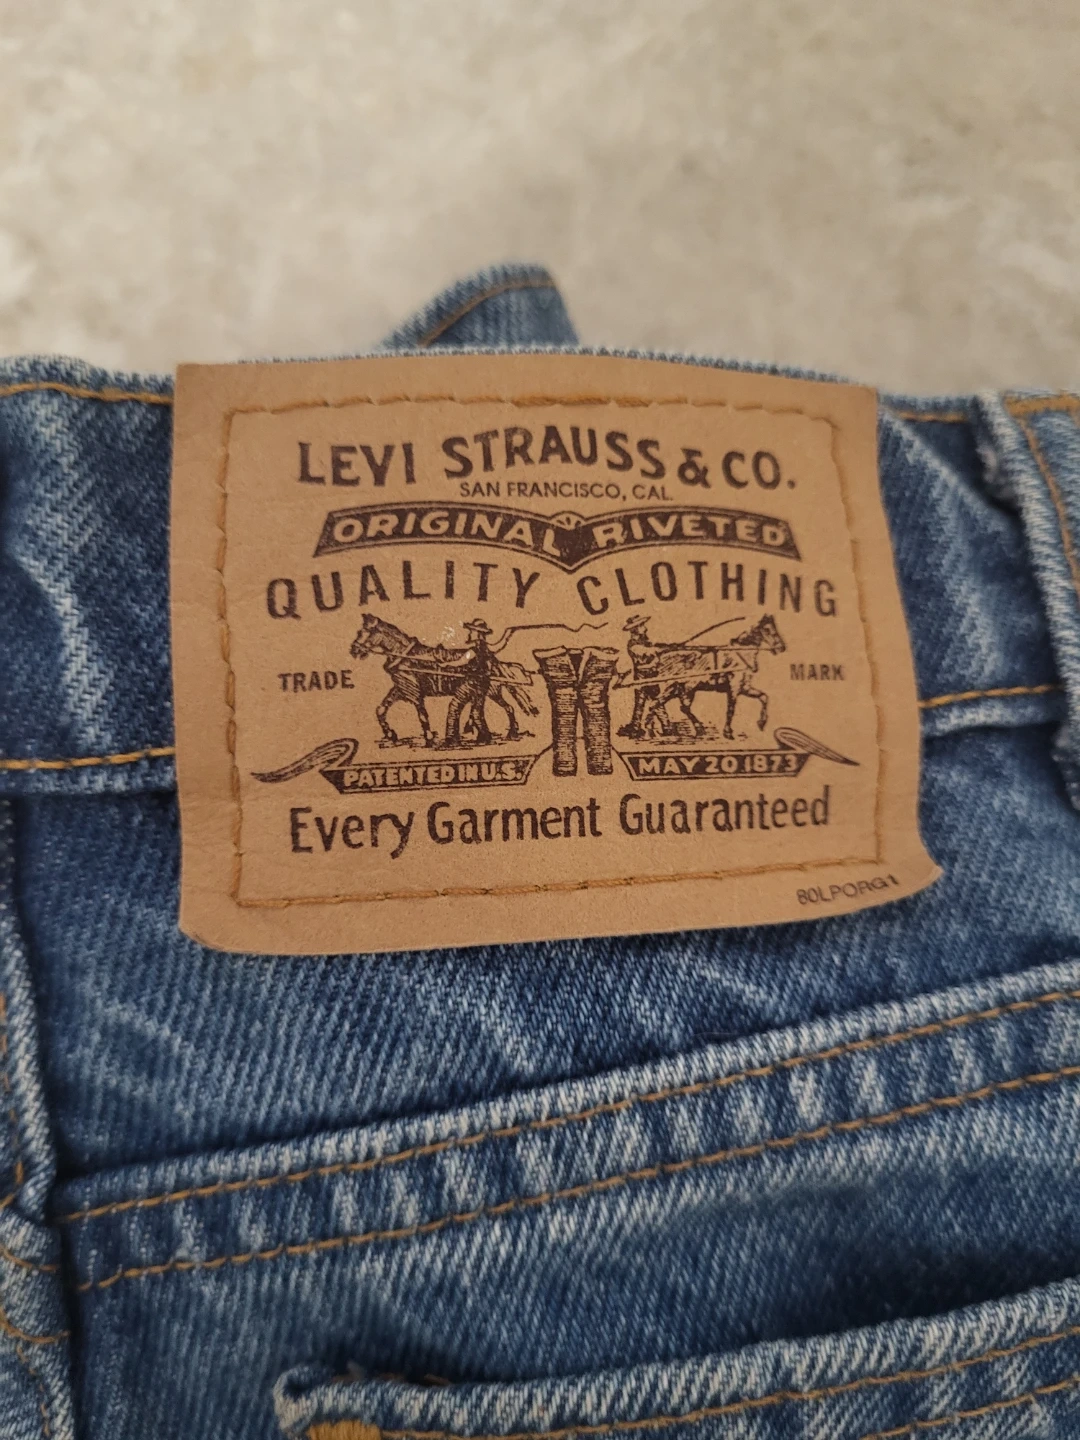 LEVI STRAUSS & CO.
SAN FRANCISCO, CAL.
ORIGINAL RIVETED
QUALITY CLOTHING
TRADE MARK
PATENTED IN U.S. MAY 20 1873
Every Garment Guaranteed
80LPORG1